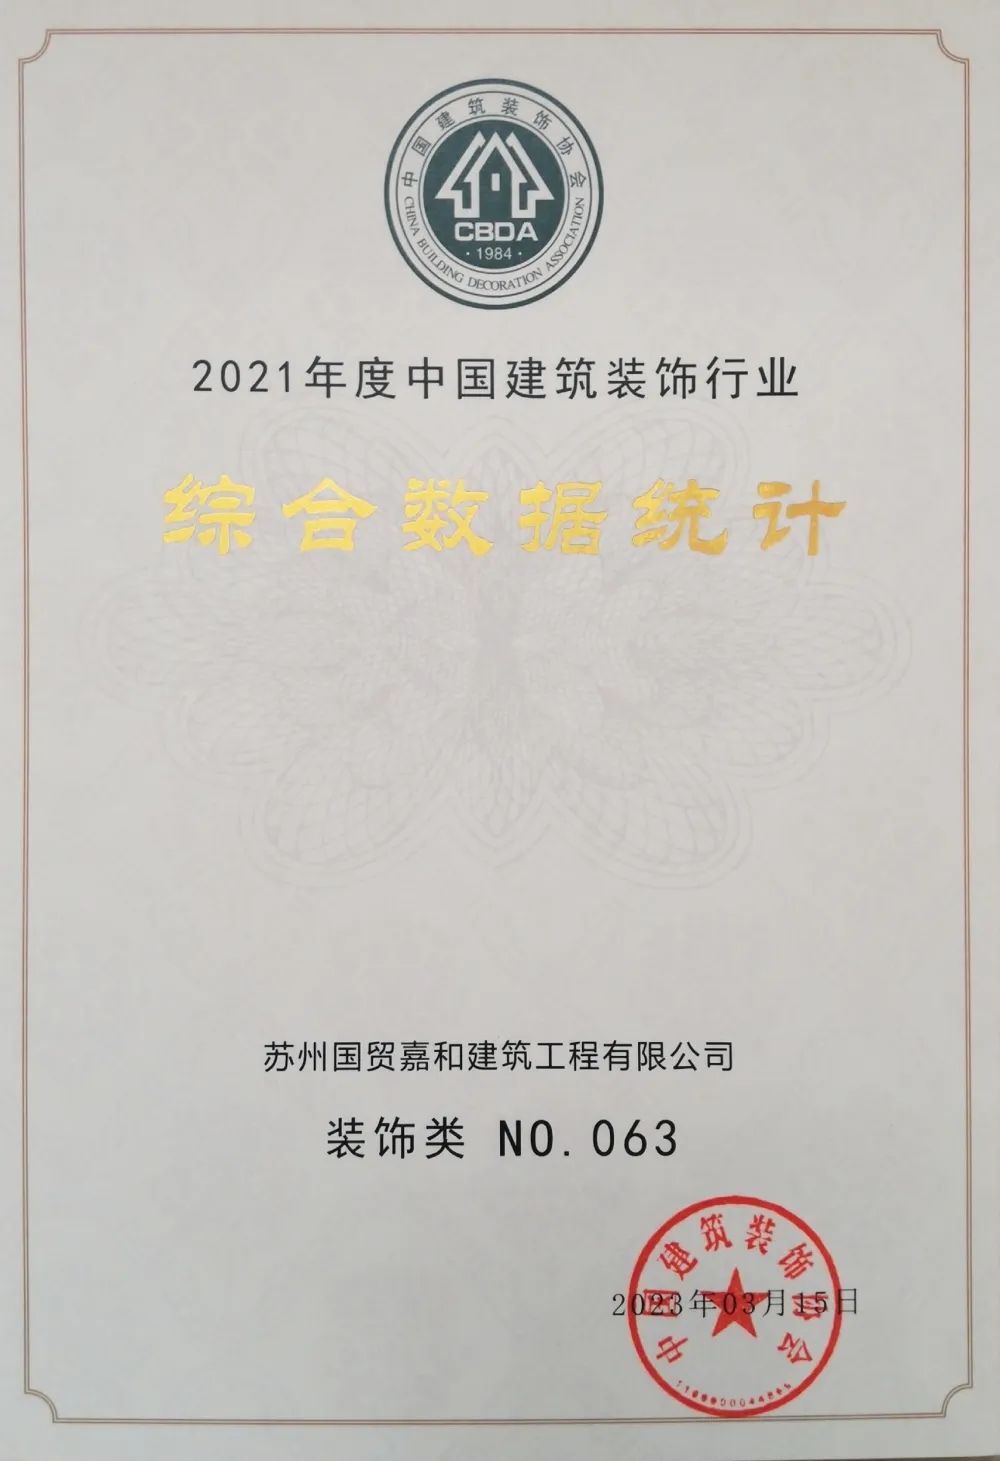 中国建筑装饰协会
CBDA
·1984·
CHINA BUILDING DECORATION ASSOCIATION
2021年度中国建筑装饰行业
综合数据统计
苏州国贸嘉和建筑工程有限公司
装饰类 NO.063
中国建筑装饰协会
2023年03月15日